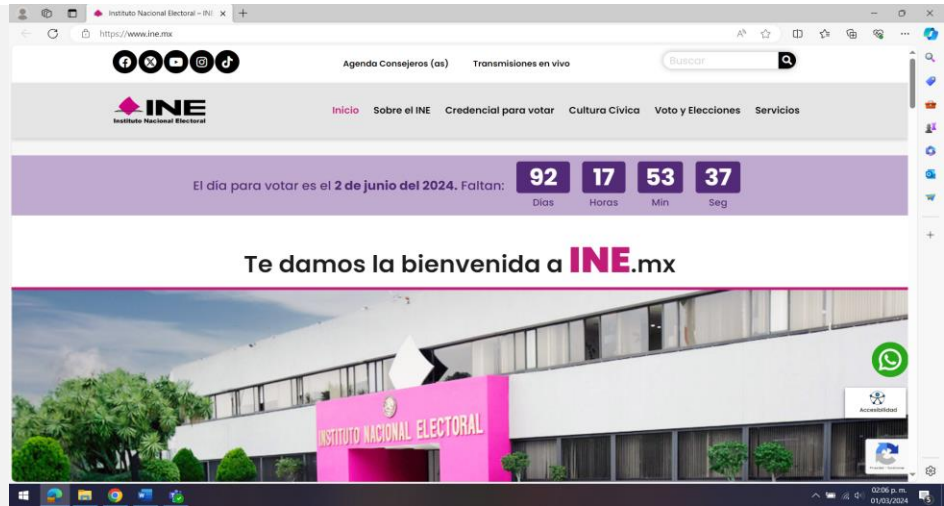 Instituto Nacional Electoral – IN
https://www.ine.mx
Agenda Consejeros (as)
Transmisiones en vivo
Buscar
INE
Instituto Nacional Electoral
Inicio
Sobre el INE
Credencial para votar
Cultura Cívica
Voto y Elecciones
Servicios
El día para votar es el 2 de junio del 2024. Faltan:
92 17 53 37
Días Horas Min Seg
Te damos la bienvenida a INE.mx
INSTITUTO NACIONAL ELECTORAL
Accesibilidad
02:06 p. m.
01/03/2024